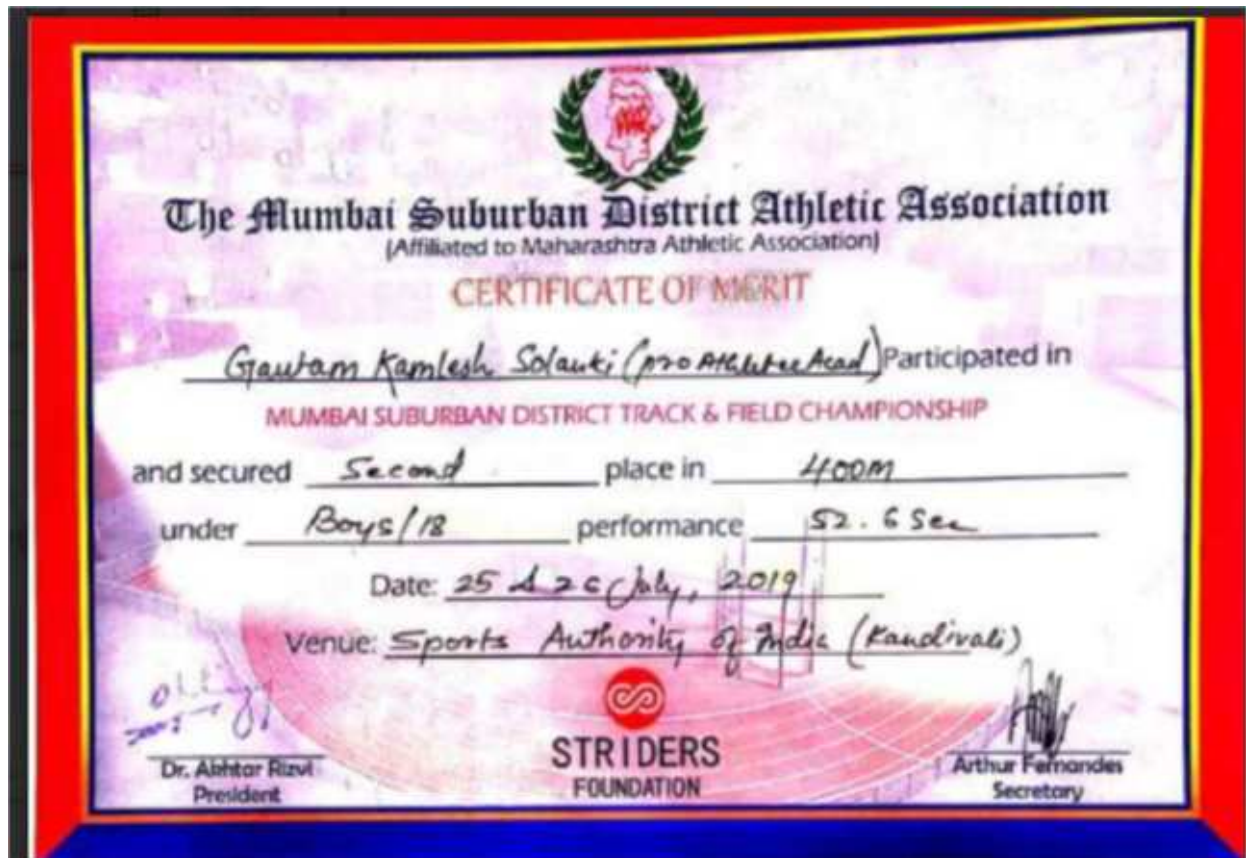 The Mumbai Suburban District Athletic Association
(Affiliated to Maharashtra Athletic Association)
CERTIFICATE OF MERIT
Gautam Kamlesh Solanki (pro Athletee Acad) Participated in
MUMBAI SUBURBAN DISTRICT TRACK & FIELD CHAMPIONSHIP
and secured Second place in 400m
under Boys/18 performance 52.6 Sec
Date: 25 & 26 July, 2019
Venue: Sports Authority of India (Kandivali)
STRIDERS
FOUNDATION
Dr. Akhtar Rizvi
President
Arthur Fernandes
Secretary